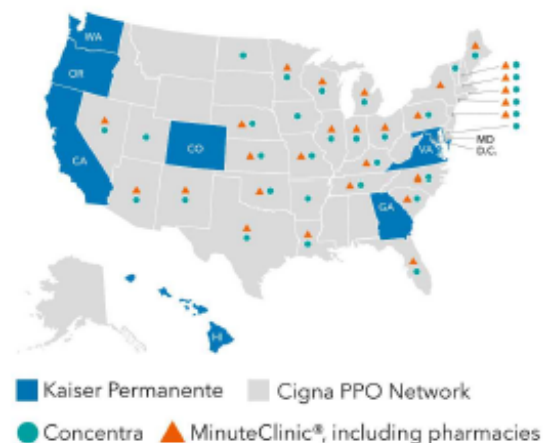 WA
OR
CA
CO
MD
VA
D.C.
GA
HI
Kaiser Permanente
Cigna PPO Network
Concentra
MinuteClinic®, including pharmacies